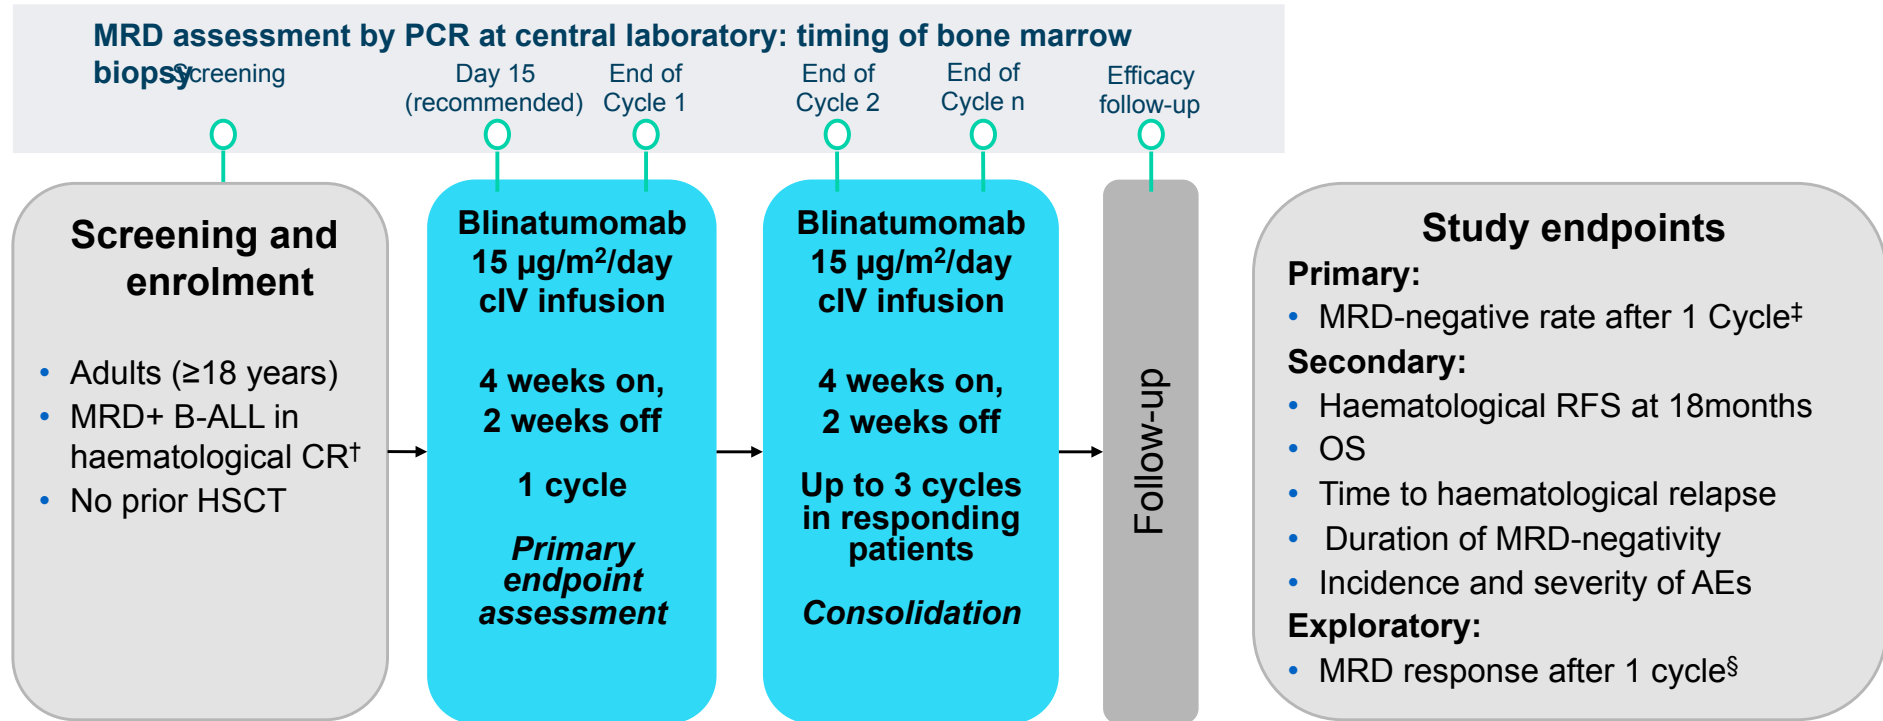 MRD assessment by PCR at central laboratory: timing of bone marrow
biopsy
Screening
Day 15
(recommended)
End of
Cycle 1
End of
Cycle 2
End of
Cycle n
Efficacy
follow-up
Screening and
enrolment
• Adults (≥18 years)
• MRD+ B-ALL in
haematological CR†
• No prior HSCT
Blinatumomab
15 µg/m²/day
cIV infusion
4 weeks on,
2 weeks off
1 cycle
Primary
endpoint
assessment
Blinatumomab
15 µg/m²/day
cIV infusion
4 weeks on,
2 weeks off
Up to 3 cycles
in responding
patients
Consolidation
Follow-up
Study endpoints
Primary:
• MRD-negative rate after 1 Cycle‡
Secondary:
• Haematological RFS at 18months
• OS
• Time to haematological relapse
• Duration of MRD-negativity
• Incidence and severity of AEs
Exploratory:
• MRD response after 1 cycle§